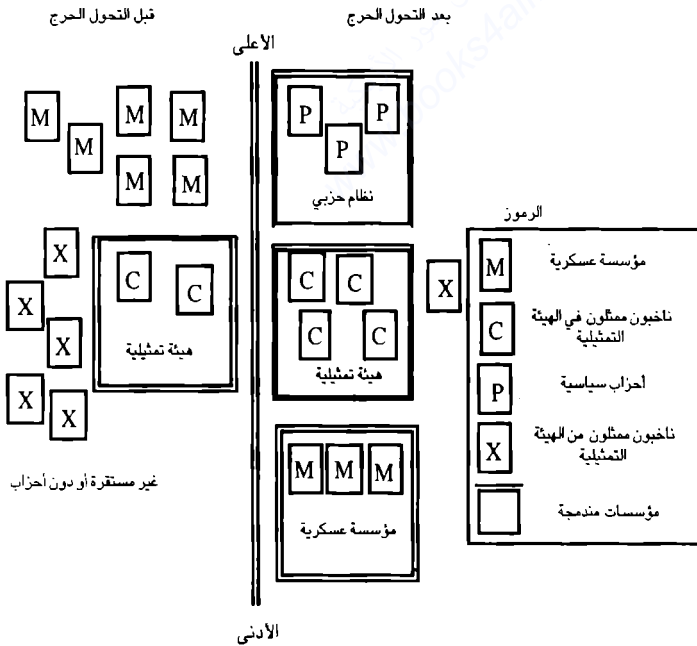 قبل التحول الحرج
بعد التحول الحرج
الأعلى
M
M
M
M
M
M
P
P
P
نظام حزبي
X
X
X
X
X
C
C
هيئة تمثيلية
C
C
C
C
هيئة تمثيلية
X
غير مستقرة أو دون أحزاب
M M M
مؤسسة عسكرية
الأدنى
الرموز
M
مؤسسة عسكرية
C
ناخبون ممثلون في الهيئة
التمثيلية
P
أحزاب سياسية
X
ناخبون ممثلون من الهيئة
التمثيلية
مؤسسات مندمجة